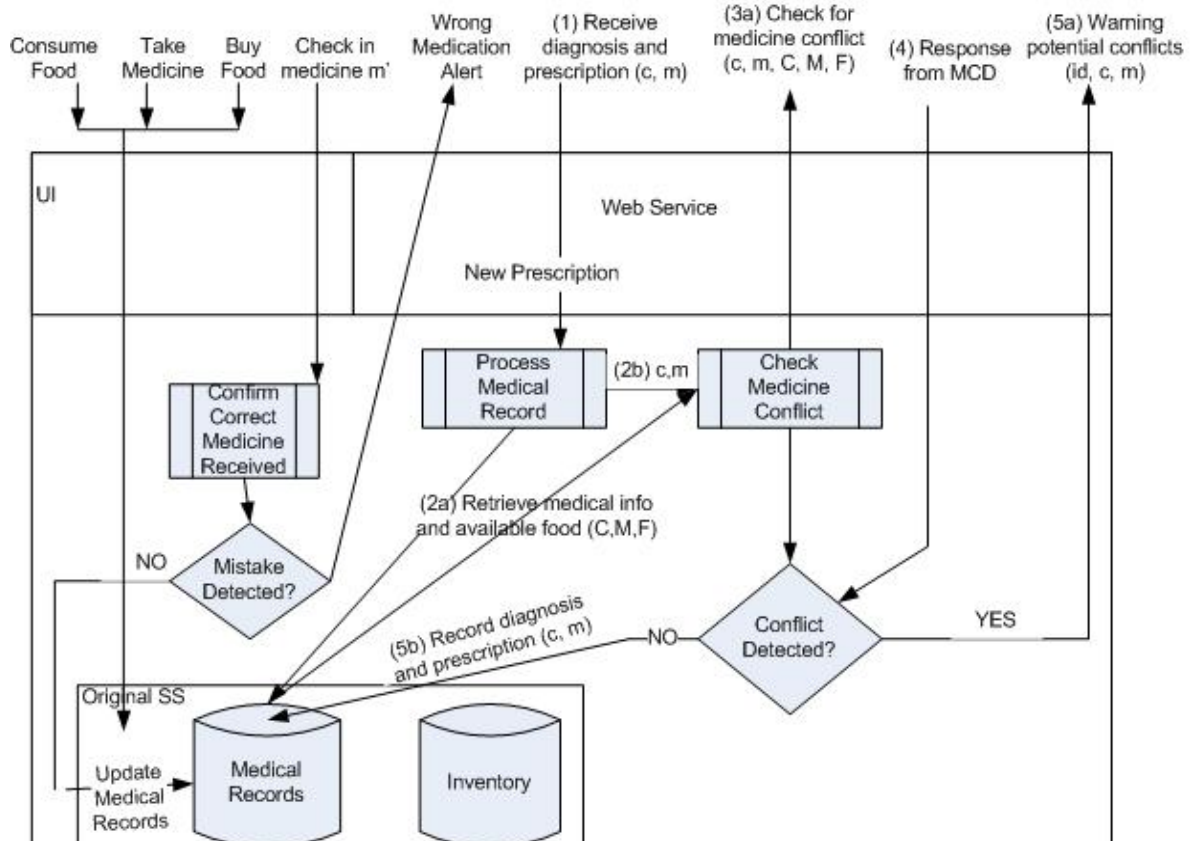 Consume
Food
Take
Medicine
Buy
Food
Check in
medicine m'
Wrong
Medication
Alert
(1) Receive
diagnosis and
prescription (c, m)
(3a) Check for
medicine conflict
(c, m, C, M, F)
(4) Response
from MCD
(5a) Warning
potential conflicts
(id, c, m)
UI
Web Service
New Prescription
Confirm
Correct
Medicine
Received
Process
Medical
Record
(2b) c,m
Check
Medicine
Conflict
(2a) Retrieve medical info
and available food (C,M,F)
NO
Mistake
Detected?
(5b) Record diagnosis
and prescription (c, m)
NO
Conflict
Detected?
YES
Original SS
Update
Medical
Records
Medical
Records
Inventory